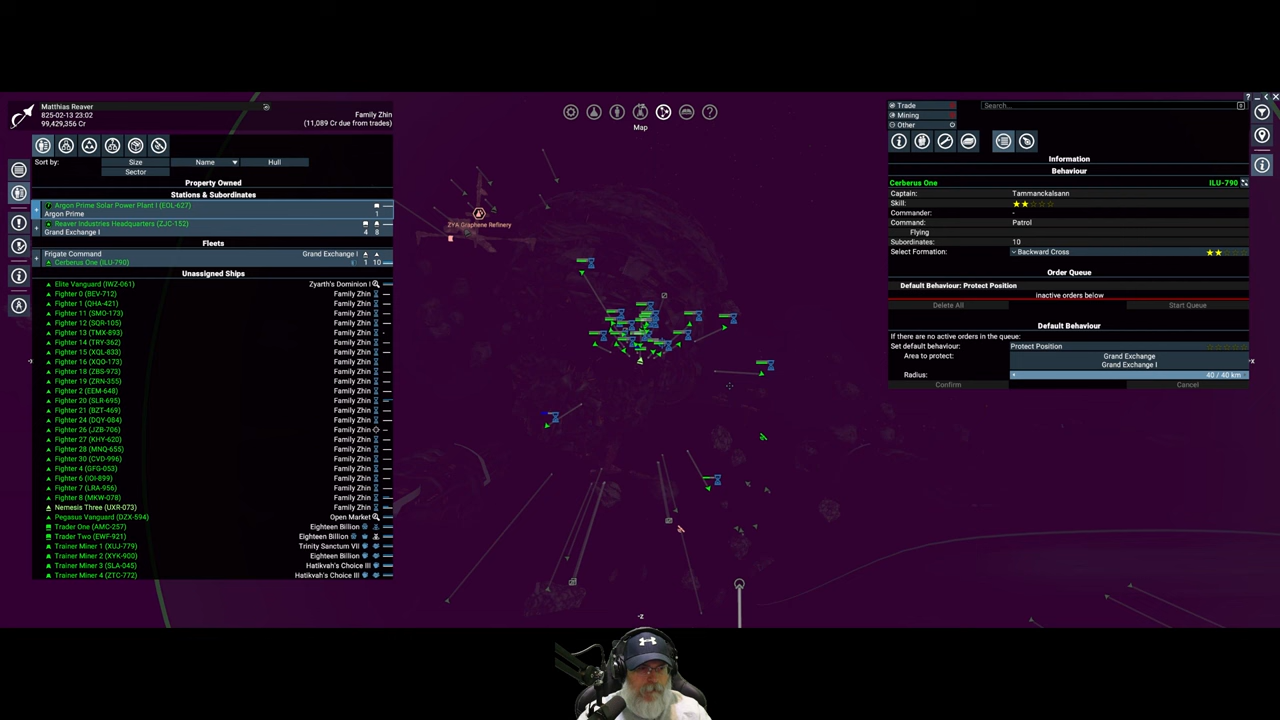 Matthias Reaver
825-02-13 23:02
99,429,356 Cr
Family Zhin
(11,089 Cr due from trades)
Map
Sort by:
Size
Name
Hull
Sector
Property Owned
Stations & Subordinates
Argon Prime Solar Power Plant I (EOL-627)
Argon Prime 1
Reaver Industries Headquarters (ZJC-152)
Grand Exchange I 4 8
Fleets
Frigate Command Grand Exchange I
Cerberus One (ILU-790) 1 10
Unassigned Ships
Elite Vanguard (IWZ-061) Zyarth's Dominion I
Fighter 0 (BEV-712) Family Zhin
Fighter 1 (QHA-421) Family Zhin
Fighter 11 (SMO-173) Family Zhin
Fighter 12 (SQR-105) Family Zhin
Fighter 13 (TMX-893) Family Zhin
Fighter 14 (TRY-362) Family Zhin
Fighter 15 (XQL-833) Family Zhin
Fighter 16 (XQO-173) Family Zhin
Fighter 18 (ZBS-973) Family Zhin
Fighter 19 (ZRN-355) Family Zhin
Fighter 2 (EEM-648) Family Zhin
Fighter 20 (SLR-695) Family Zhin
Fighter 21 (BZT-469) Family Zhin
Fighter 24 (DQY-084) Family Zhin
Fighter 26 (JZB-706) Family Zhin
Fighter 27 (KHY-620) Family Zhin
Fighter 28 (MNQ-655) Family Zhin
Fighter 30 (CVD-996) Family Zhin
Fighter 4 (GFG-053) Family Zhin
Fighter 6 (IOI-899) Family Zhin
Fighter 7 (LRA-956) Family Zhin
Fighter 8 (MKW-078) Family Zhin
Nemesis Three (UXR-073) Family Zhin
Pegasus Vanguard (DZX-594) Open Market
Trader One (AMC-257) Eighteen Billion
Trader Two (EWF-921) Eighteen Billion
Trainer Miner 1 (XUJ-779) Trinity Sanctum VII
Trainer Miner 2 (XYK-900) Eighteen Billion
Trainer Miner 3 (SLA-045) Hatikvah's Choice III
Trainer Miner 4 (ZTC-772) Hatikvah's Choice III
ZYA Graphene Refinery
-x
x
-z
Trade
Mining
Other
Search...
Information
Behaviour
Cerberus One ILU-790
Captain: Tammanckalsann
Skill:
Commander: -
Command: Patrol
Flying
Subordinates: 10
Select Formation: Backward Cross
Order Queue
Default Behaviour: Protect Position
inactive orders below
Delete All Start Queue
Default Behaviour
If there are no active orders in the queue:
Set default behaviour: Protect Position
Area to protect: Grand Exchange
Grand Exchange I
Radius: 40 / 40 km
Confirm Cancel